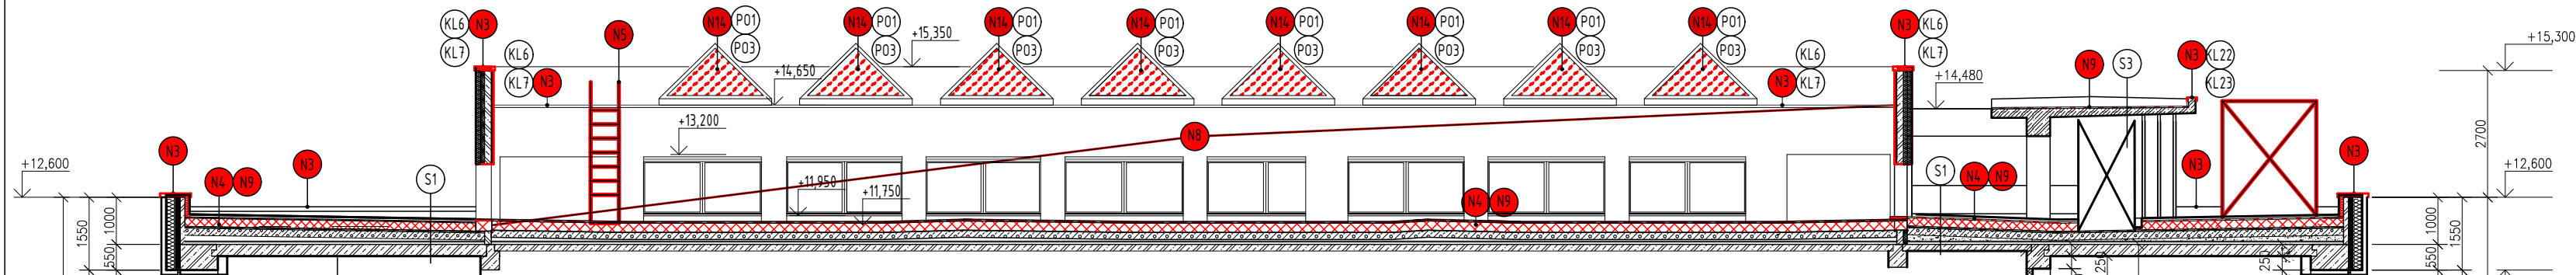 KL6 N3 N5 N14 P01 N14 P01 N14 P01 N14 P01 N14 P01 N14 P01 N14 P01 N14 P01 N3 KL6
KL7 KL6 P03 P03 +15,350 P03 P03 P03 P03 P03 P03 KL6 KL7 N9 S3 N3 KL22 +15,300
KL7 N3 +14,650 N3 KL7 +14,480 KL23
+13,200 N8 2700
+12,600 N3 N3 N3 +12,600
N4 N9 S1 +11,950 +11,750 N4 N9 S1 N4 N9 N3
1550 1000 1000 1550
550 250 250 550